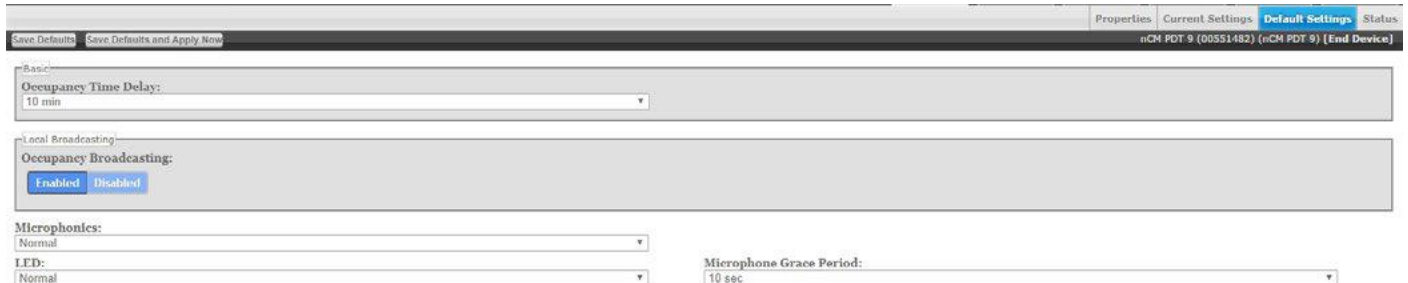 Properties Current Settings Default Settings Status
Save Defaults Save Defaults and Apply Now nCM PDT 9 (00551482) (nCM PDT 9) [End Device]
Basic
Occupancy Time Delay:
10 min
Local Broadcasting
Occupancy Broadcasting:
Enabled Disabled
Microphonics:
Normal
LED: Microphone Grace Period:
Normal 10 sec